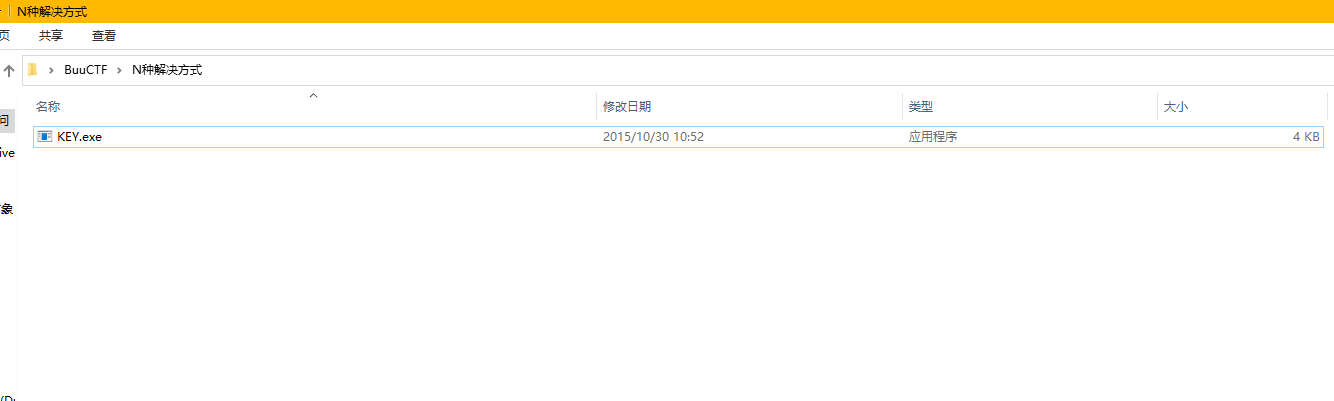 N种解决方式
页 共享 查看
BuuCTF N种解决方式
名称 修改日期 类型 大小
问
KEY.exe 2015/10/30 10:52 应用程序 4 KB
ive
象